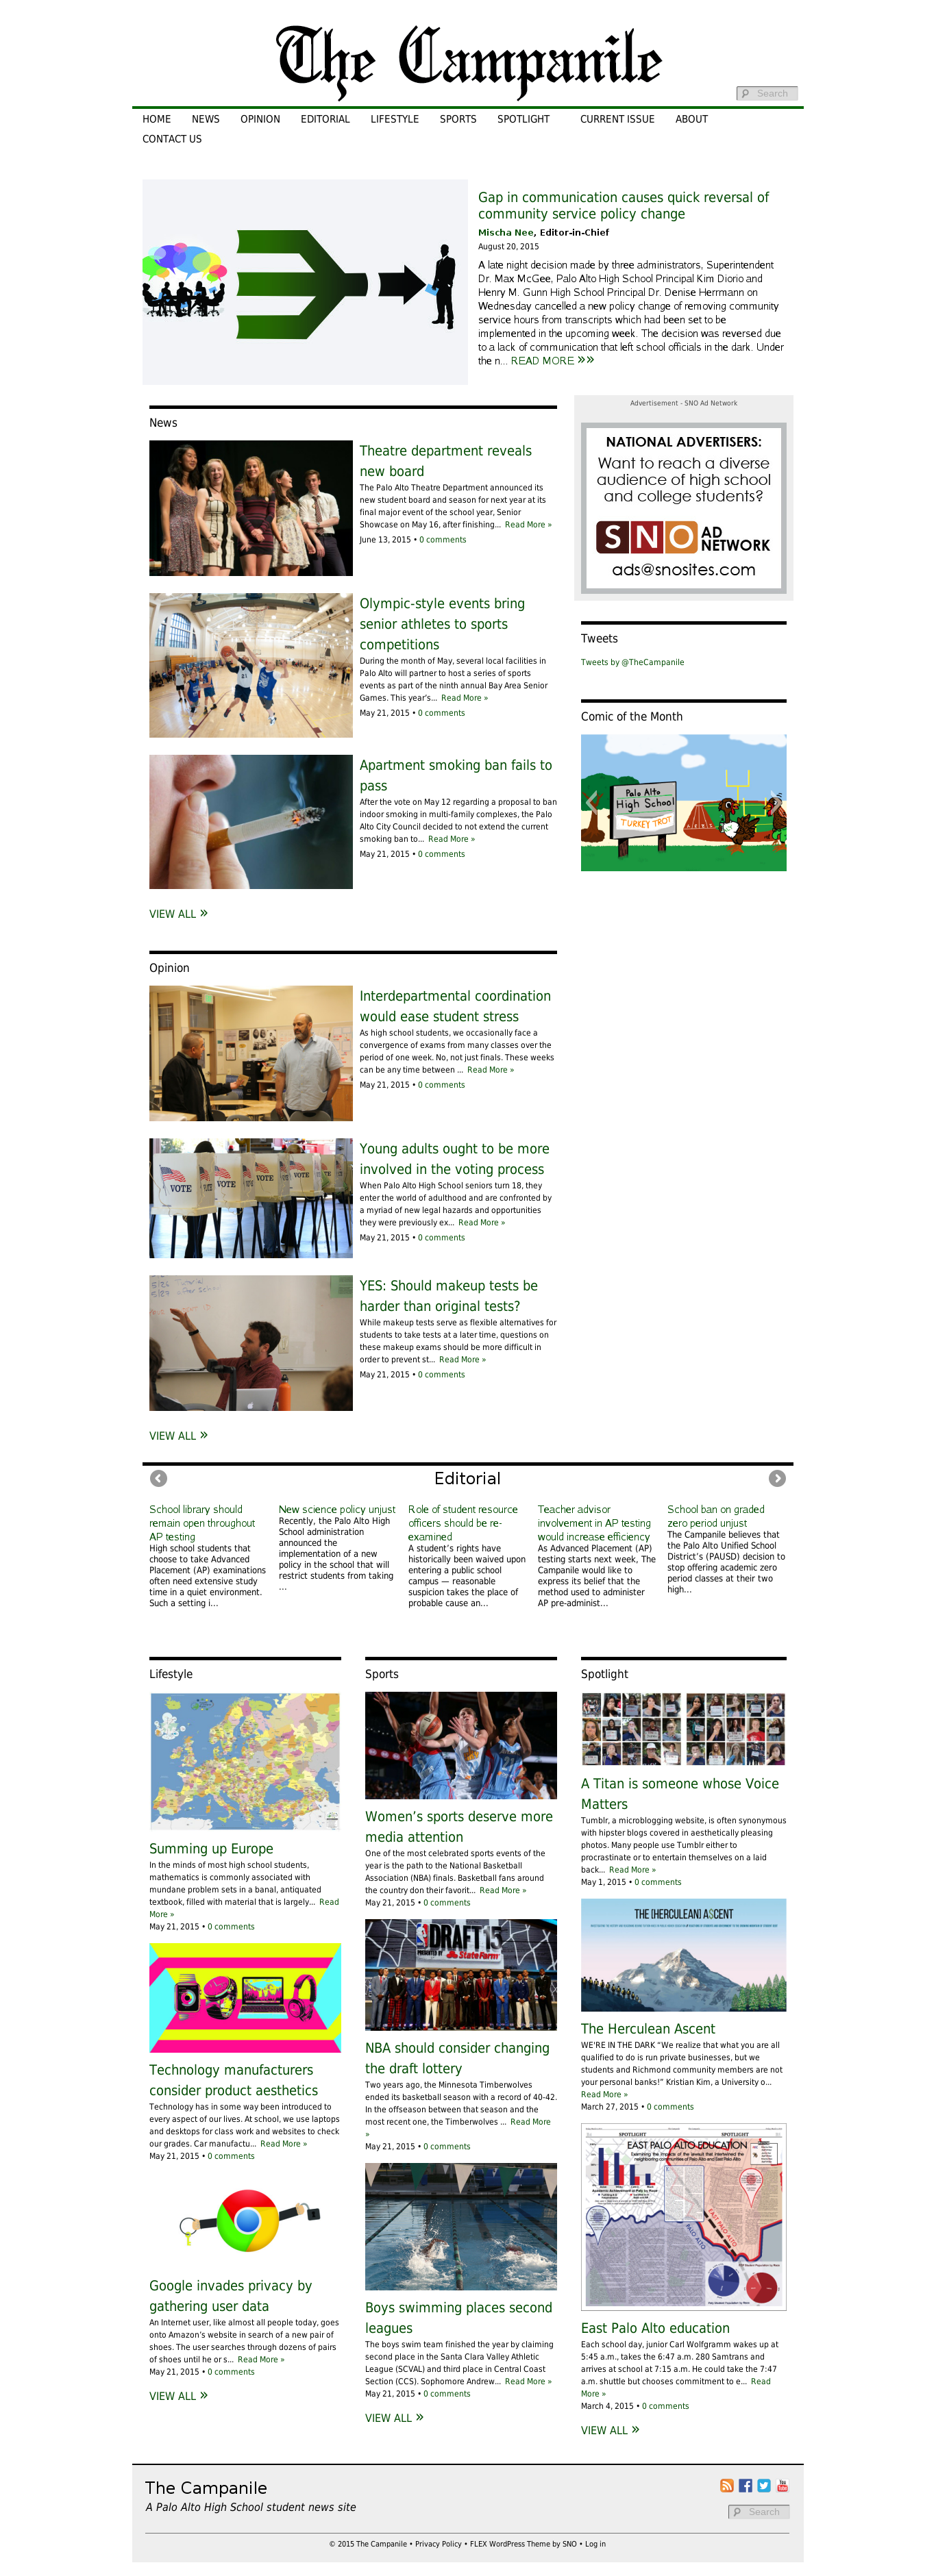 The Campanile
Search
HOME NEWS OPINION EDITORIAL LIFESTYLE SPORTS SPOTLIGHT CURRENT ISSUE ABOUT
CONTACT US
Gap in communication causes quick reversal of
community service policy change
Mischa Nee, Editor-in-Chief
August 20, 2015
A late night decision made by three administrators, Superintendent
Dr. Max McGee, Palo Alto High School Principal Kim Diorio and
Henry M. Gunn High School Principal Dr. Denise Hermann on
Wednesday cancelled a new policy change of removing community
service hours from transcripts which had been set to be
implemented in the upcoming week. The decision was reversed due
to a lack of communication that left school officials in the dark. Under
the n... READ MORE »»
News
Theatre department reveals
new board
The Palo Alto Theatre Department announced its
new student board and season for next year at its
final major event of the school year, Senior
Showcase on May 16, after finishing... Read More »
June 13, 2015 • 0 comments
Olympic-style events bring
senior athletes to sports
competitions
During the month of May, several local facilities in
Palo Alto will partner to host a series of sports
events as part of the ninth annual Bay Area Senior
Games. This year's... Read More »
May 21, 2015 • 0 comments
Apartment smoking ban fails to
pass
After the vote on May 12 regarding a proposal to ban
indoor smoking in multi-family complexes, the Palo
Alto City Council decided to not extend the current
smoking ban to... Read More »
May 21, 2015 • 0 comments
VIEW ALL »
Advertisement - SNO Ad Network
NATIONAL ADVERTISERS:
Want to reach a diverse
audience of high school
and college students?
SNO AD NETWORK
ads@snosites.com
Tweets
Tweets by @TheCampanile
Comic of the Month
Palo Alto
High School
TURKEY TROT
Opinion
Interdepartmental coordination
would ease student stress
As high school students, we occasionally face a
convergence of exams from many classes over the
period of one week. No, not just finals. These weeks
can be any time between ... Read More »
May 21, 2015 • 0 comments
VOTE VOTE VOTE VOTE
Young adults ought to be more
involved in the voting process
When Palo Alto High School seniors turn 18, they
enter the world of adulthood and are confronted by
a myriad of new legal hazards and opportunities
they were previously ex... Read More »
May 21, 2015 • 0 comments
YES: Should makeup tests be
harder than original tests?
While makeup tests serve as flexible alternatives for
students to take tests at a later time, questions on
these makeup exams should be more difficult in
order to prevent st... Read More »
May 21, 2015 • 0 comments
VIEW ALL »
Editorial
School library should
remain open throughout
AP testing
High school students that
choose to take Advanced
Placement (AP) examinations
often need extensive study
time in a quiet environment.
Such a setting i...
New science policy unjust
Recently, the Palo Alto High
School administration
announced the
implementation of a new
policy in the school that will
restrict students from taking
...
Role of student resource
officers should be re-
examined
A student's rights have
historically been waived upon
entering a public school
campus — reasonable
suspicion takes the place of
probable cause an...
Teacher advisor
involvement in AP testing
would increase efficiency
As Advanced Placement (AP)
testing starts next week, The
Campanile would like to
express its belief that the
method used to administer
AP pre-administ...
School ban on graded
zero period unjust
The Campanile believes that
the Palo Alto Unified School
District's (PAUSD) decision to
stop offering academic zero
period classes at their two
high...
Lifestyle
Summing up Europe
In the minds of most high school students,
mathematics is commonly associated with
mundane problem sets in a banal, antiquated
textbook, filled with material that is largely... Read
More »
May 21, 2015 • 0 comments
Technology manufacturers
consider product aesthetics
Technology has in some way been introduced to
every aspect of our lives. At school, we use laptops
and desktops for class work and websites to check
our grades. Car manufactu... Read More »
May 21, 2015 • 0 comments
Google invades privacy by
gathering user data
An Internet user, like almost all people today, goes
onto Amazon's website in search of a new pair of
shoes. The user searches through dozens of pairs
of shoes until he or s... Read More »
May 21, 2015 • 0 comments
VIEW ALL »
Sports
Women's sports deserve more
media attention
One of the most celebrated sports events of the
year is the path to the National Basketball
Association (NBA) finals. Basketball fans around
the country don their favorit... Read More »
May 21, 2015 • 0 comments
DRAFT 15
PRESENTED BY StateFarm
NBA should consider changing
the draft lottery
Two years ago, the Minnesota Timberwolves
ended its basketball season with a record of 40-42.
In the offseason between that season and the
most recent one, the Timberwolves ... Read More
»
May 21, 2015 • 0 comments
Boys swimming places second
leagues
The boys swim team finished the year by claiming
second place in the Santa Clara Valley Athletic
League (SCVAL) and third place in Central Coast
Section (CCS). Sophomore Andrew... Read More »
May 21, 2015 • 0 comments
VIEW ALL »
Spotlight
A Titan is someone whose Voice
Matters
Tumblr, a microblogging website, is often synonymous
with hipster blogs covered in aesthetically pleasing
photos. Many people use Tumblr either to
procrastinate or to entertain themselves on a laid
back... Read More »
May 1, 2015 • 0 comments
THE [HERCULEAN] A$CENT
The Herculean Ascent
WE'RE IN THE DARK "We realize that what you are all
qualified to do is run private businesses, but we
students and Richmond community members are not
your personal banks!" Kristian Kim, a University o...
Read More »
March 27, 2015 • 0 comments
SPOTLIGHT SPOTLIGHT
EAST PALO ALTO EDUCATION
PALO ALTO
EAST PALO ALTO
East Palo Alto education
Each school day, junior Carl Wolfgramm wakes up at
5:45 a.m., takes the 6:47 a.m. 280 Samtrans and
arrives at school at 7:15 a.m. He could take the 7:47
a.m. shuttle but chooses commitment to e... Read
More »
March 4, 2015 • 0 comments
VIEW ALL »
The Campanile
A Palo Alto High School student news site
You Tube
Search
© 2015 The Campanile • Privacy Policy • FLEX WordPress Theme by SNO • Log in